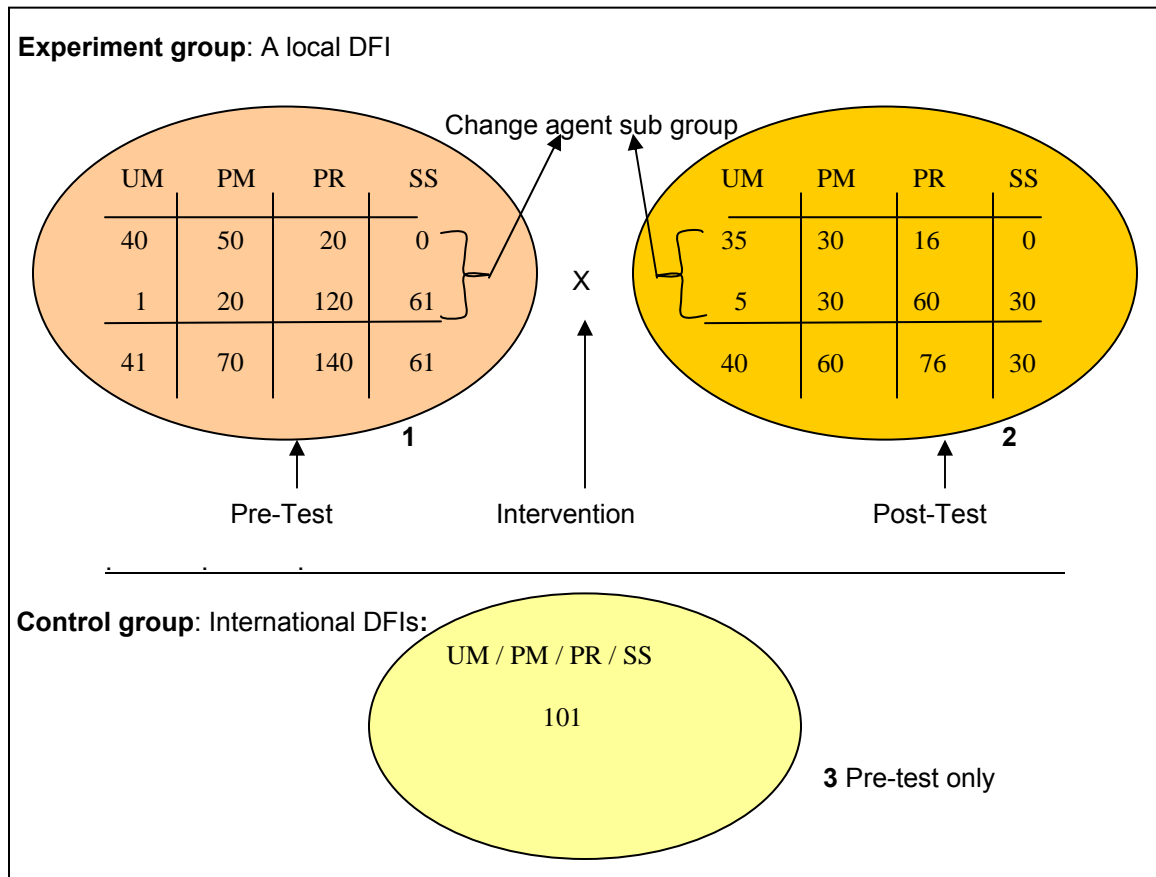 Experiment group: A local DFI
Change agent sub group
UM PM PR SS
40 50 20 0
1 20 120 61
41 70 140 61
1
X
UM PM PR SS
35 30 16 0
5 30 60 30
40 60 76 30
2
Pre-Test Intervention Post-Test
. . .
Control group: International DFIs:
UM / PM / PR / SS
101
3 Pre-test only